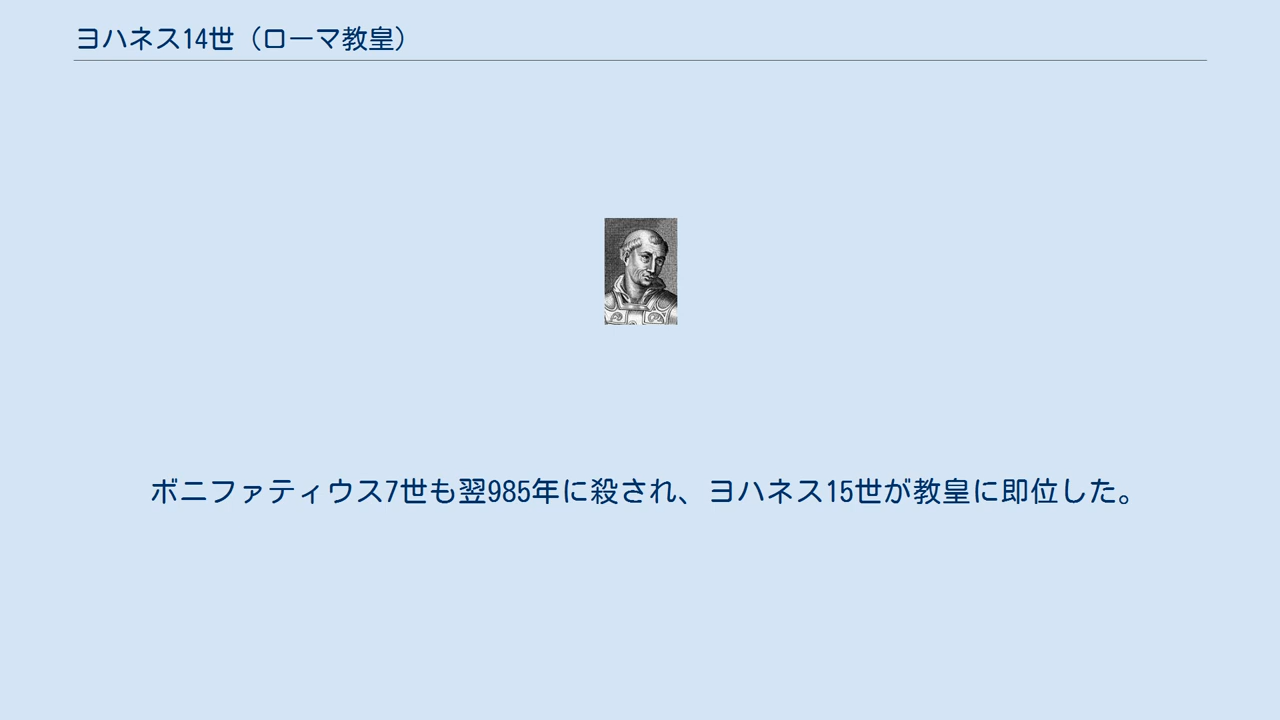 ヨハネス14世（ローマ教皇）
ボニファティウス7世も翌985年に殺され、ヨハネス15世が教皇に即位した。